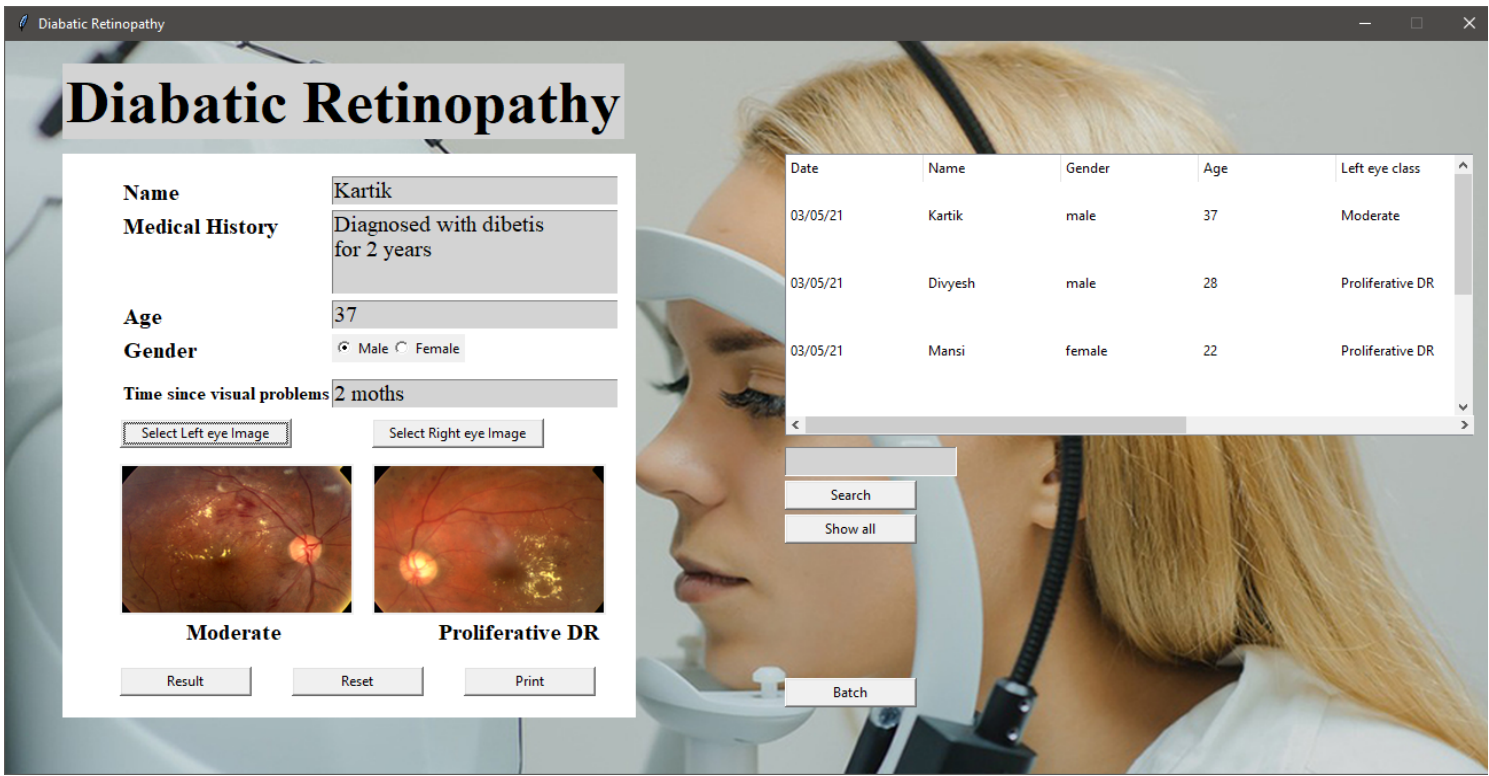 Diabatic Retinopathy
Diabatic Retinopathy
Name Kartik
Medical History Diagnosed with dibetis
for 2 years
Age 37
Gender Male Female
Time since visual problems 2 moths
Select Left eye Image Select Right eye Image
Moderate Proliferative DR
Result Reset Print
Date Name Gender Age Left eye class
03/05/21 Kartik male 37 Moderate
03/05/21 Divyesh male 28 Proliferative DR
03/05/21 Mansi female 22 Proliferative DR
Search
Show all
Batch